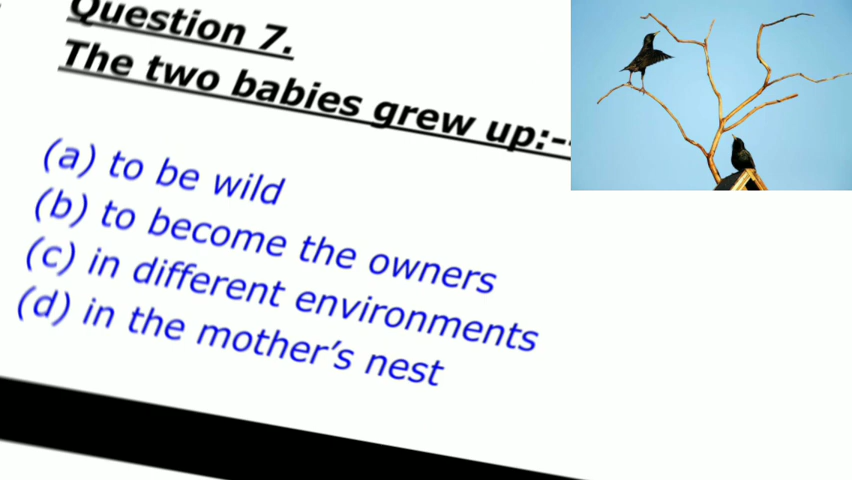 Question 7.
The two babies grew up:-
(a) to be wild
(b) to become the owners
(c) in different environments
(d) in the mother’s nest